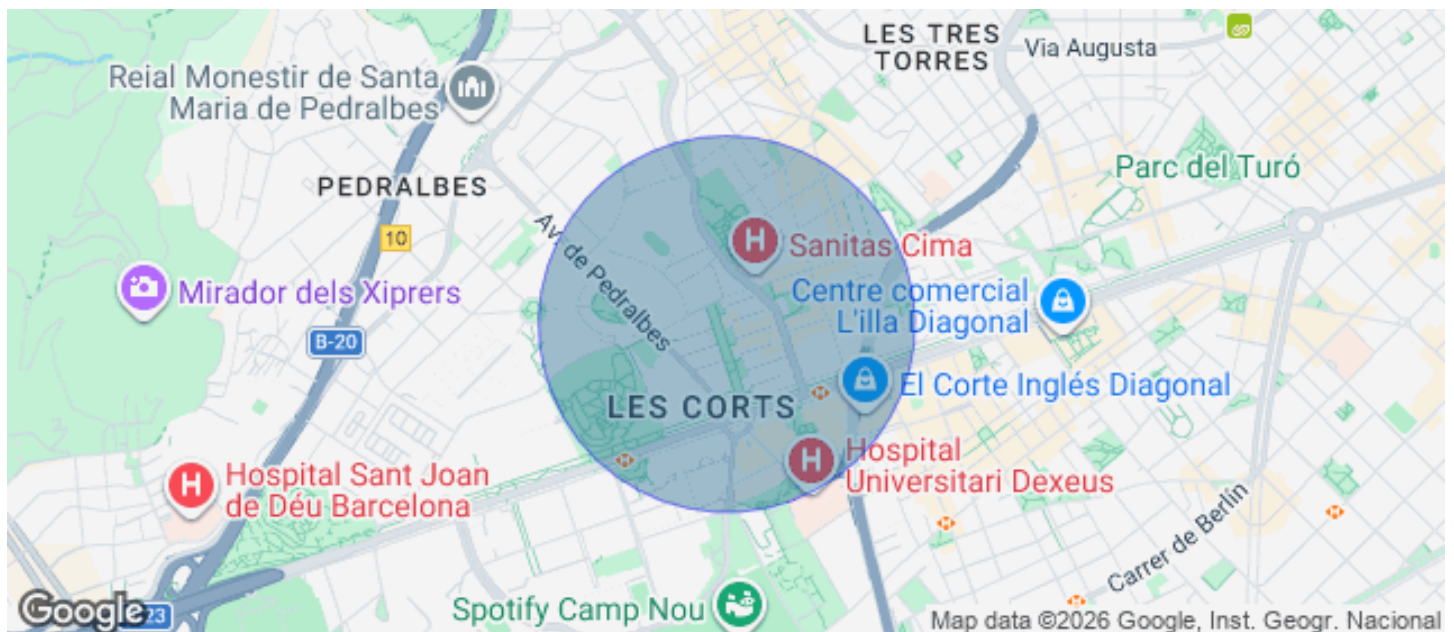 LES TRES
TORRES
Via Augusta
Reial Monestir de Santa
Maria de Pedralbes
Parc del Turó
PEDRALBES
Av. de Pedralbes
10
Sanitas Cima
Mirador dels Xiprers
Centre comercial
L'illa Diagonal
B-20
El Corte Inglés Diagonal
LES CORTS
Hospital
Universitari Dexeus
Hospital Sant Joan
de Déu Barcelona
Carrer de Berlín
Spotify Camp Nou
Google
23
Map data ©2026 Google, Inst. Geogr. Nacional